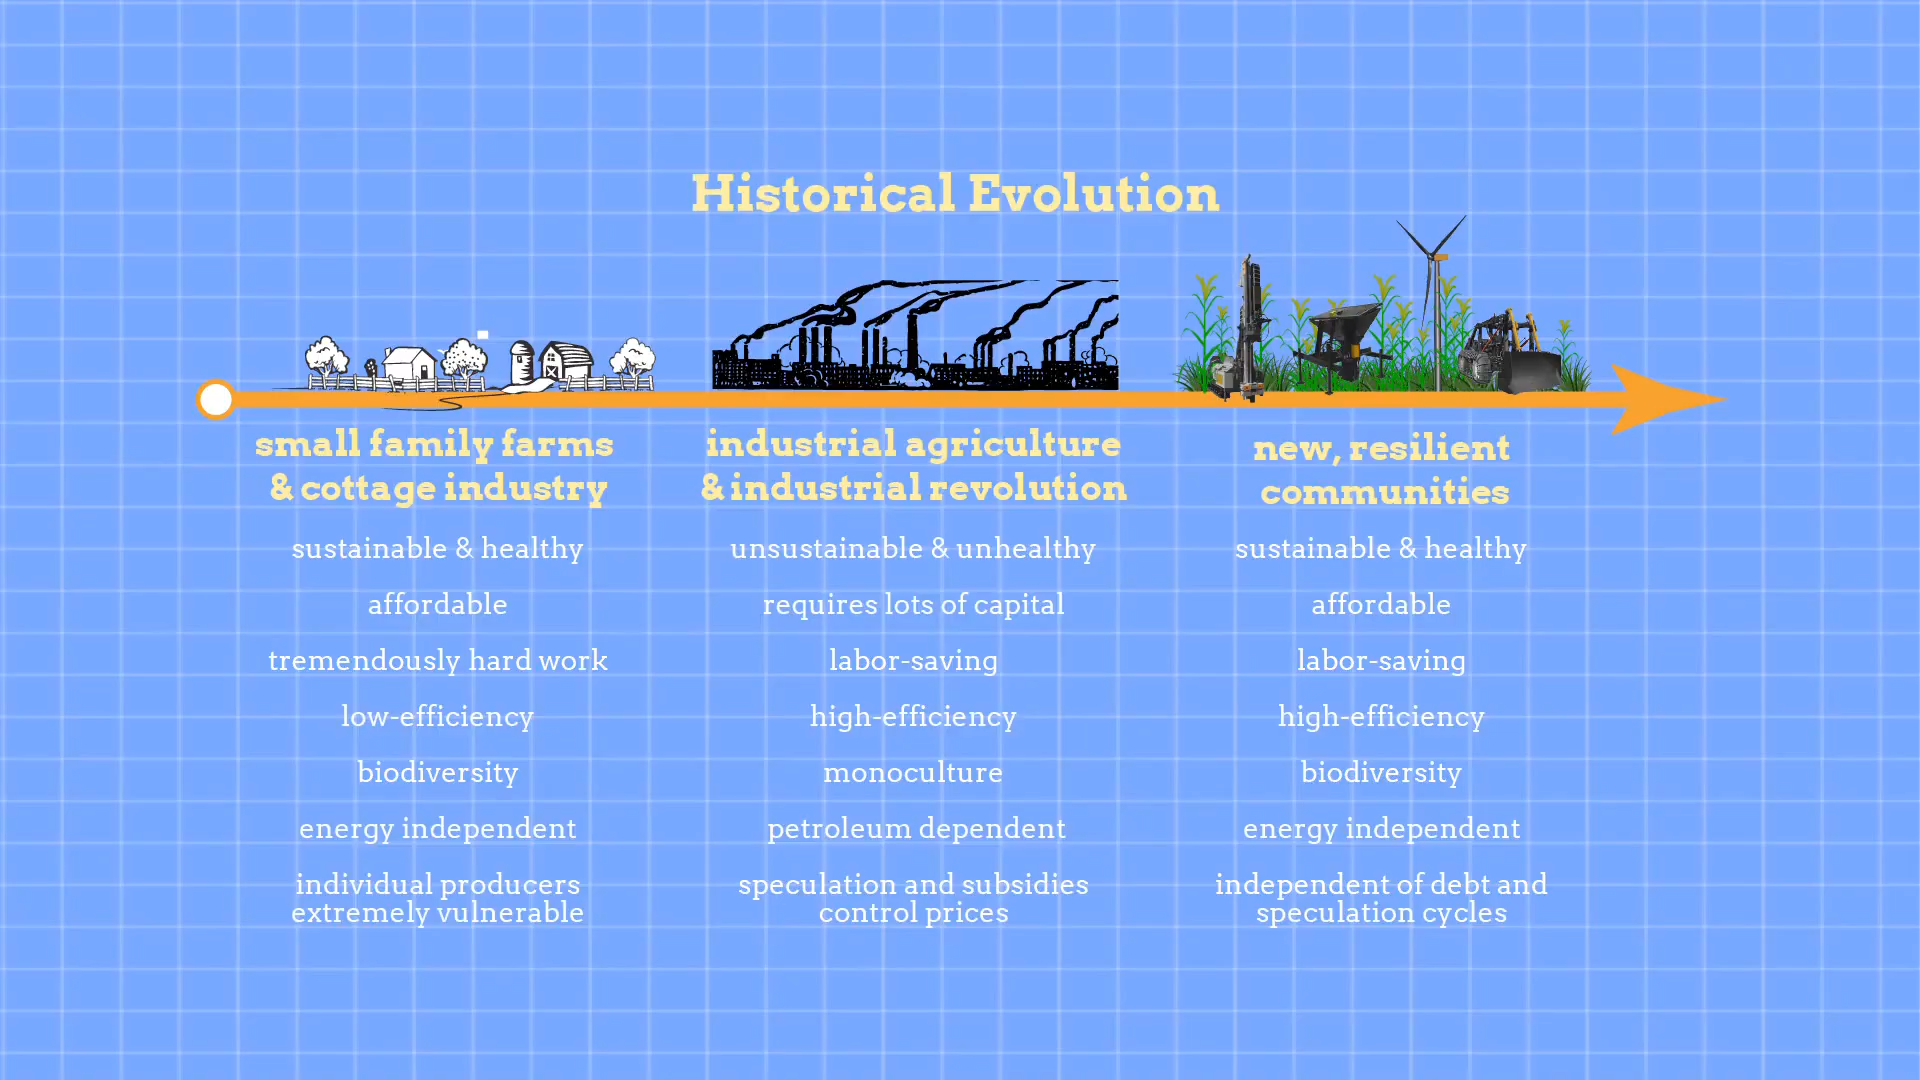 Historical Evolution
small family farms
& cottage industry
sustainable & healthy
affordable
tremendously hard work
low-efficiency
biodiversity
energy independent
individual producers
extremely vulnerable
industrial agriculture
& industrial revolution
unsustainable & unhealthy
requires lots of capital
labor-saving
high-efficiency
monoculture
petroleum dependent
speculation and subsidies
control prices
new, resilient
communities
sustainable & healthy
affordable
labor-saving
high-efficiency
biodiversity
energy independent
independent of debt and
speculation cycles